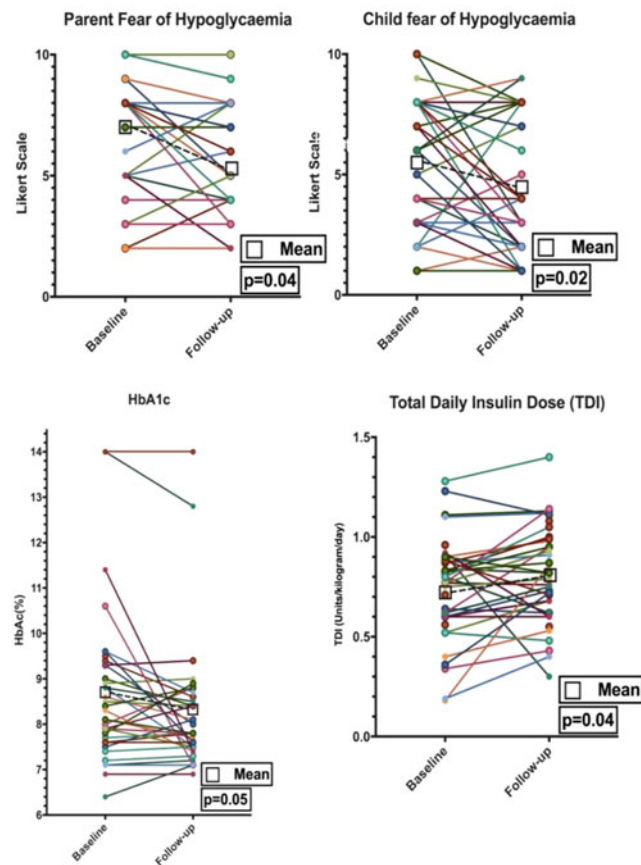 Parent Fear of Hypoglycaemia
10
5
0
Likert Scale
Baseline
Follow-up
Mean
p=0.04
Child fear of Hypoglycaemia
10
5
0
Likert Scale
Baseline
Follow-up
Mean
p=0.02
HbA1c
14
13
12
11
10
9
8
7
6
HbAc(%)
Baseline
Follow-up
Mean
p=0.05
Total Daily Insulin Dose (TDI)
1.5
1.0
0.5
0.0
TDI (Units/kilogram/day)
Baseline
Follow-up
Mean
p=0.04